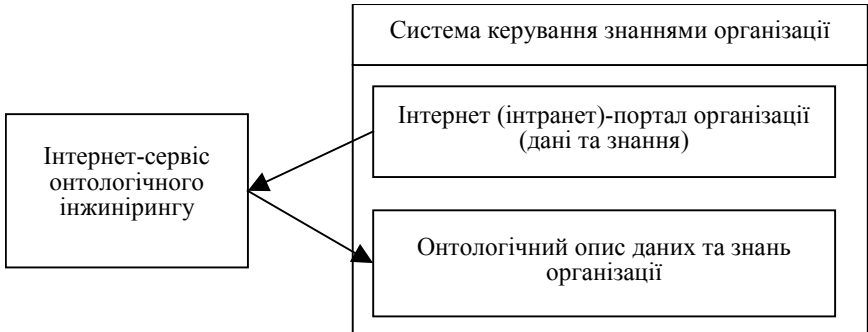 Система керування знаннями організації
Інтернет (інтранет)-портал організації
(дані та знання)
Інтернет-сервіс
онтологічного
інжинірингу
Онтологічний опис даних та знань
організації